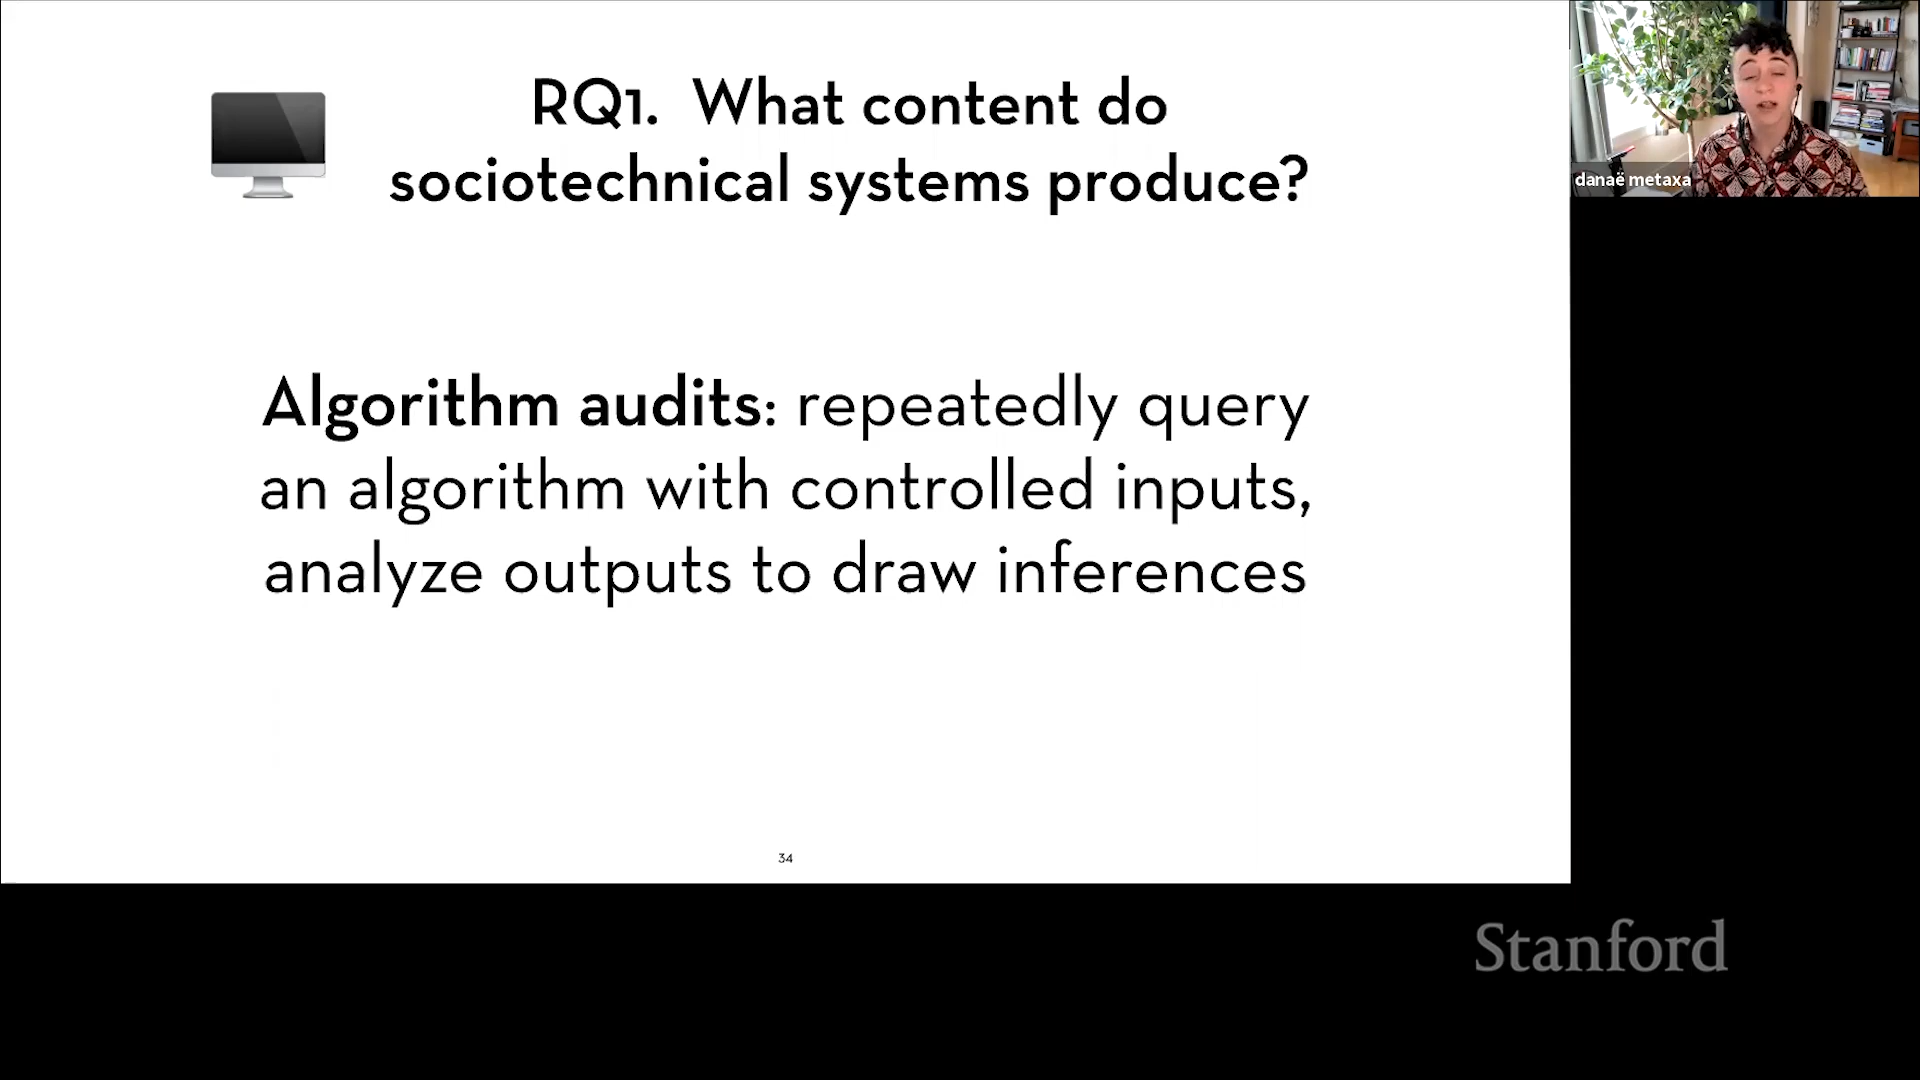 RQ1. What content do
sociotechnical systems produce?
danaë metaxa
Algorithm audits: repeatedly query
an algorithm with controlled inputs,
analyze outputs to draw inferences
34
Stanford